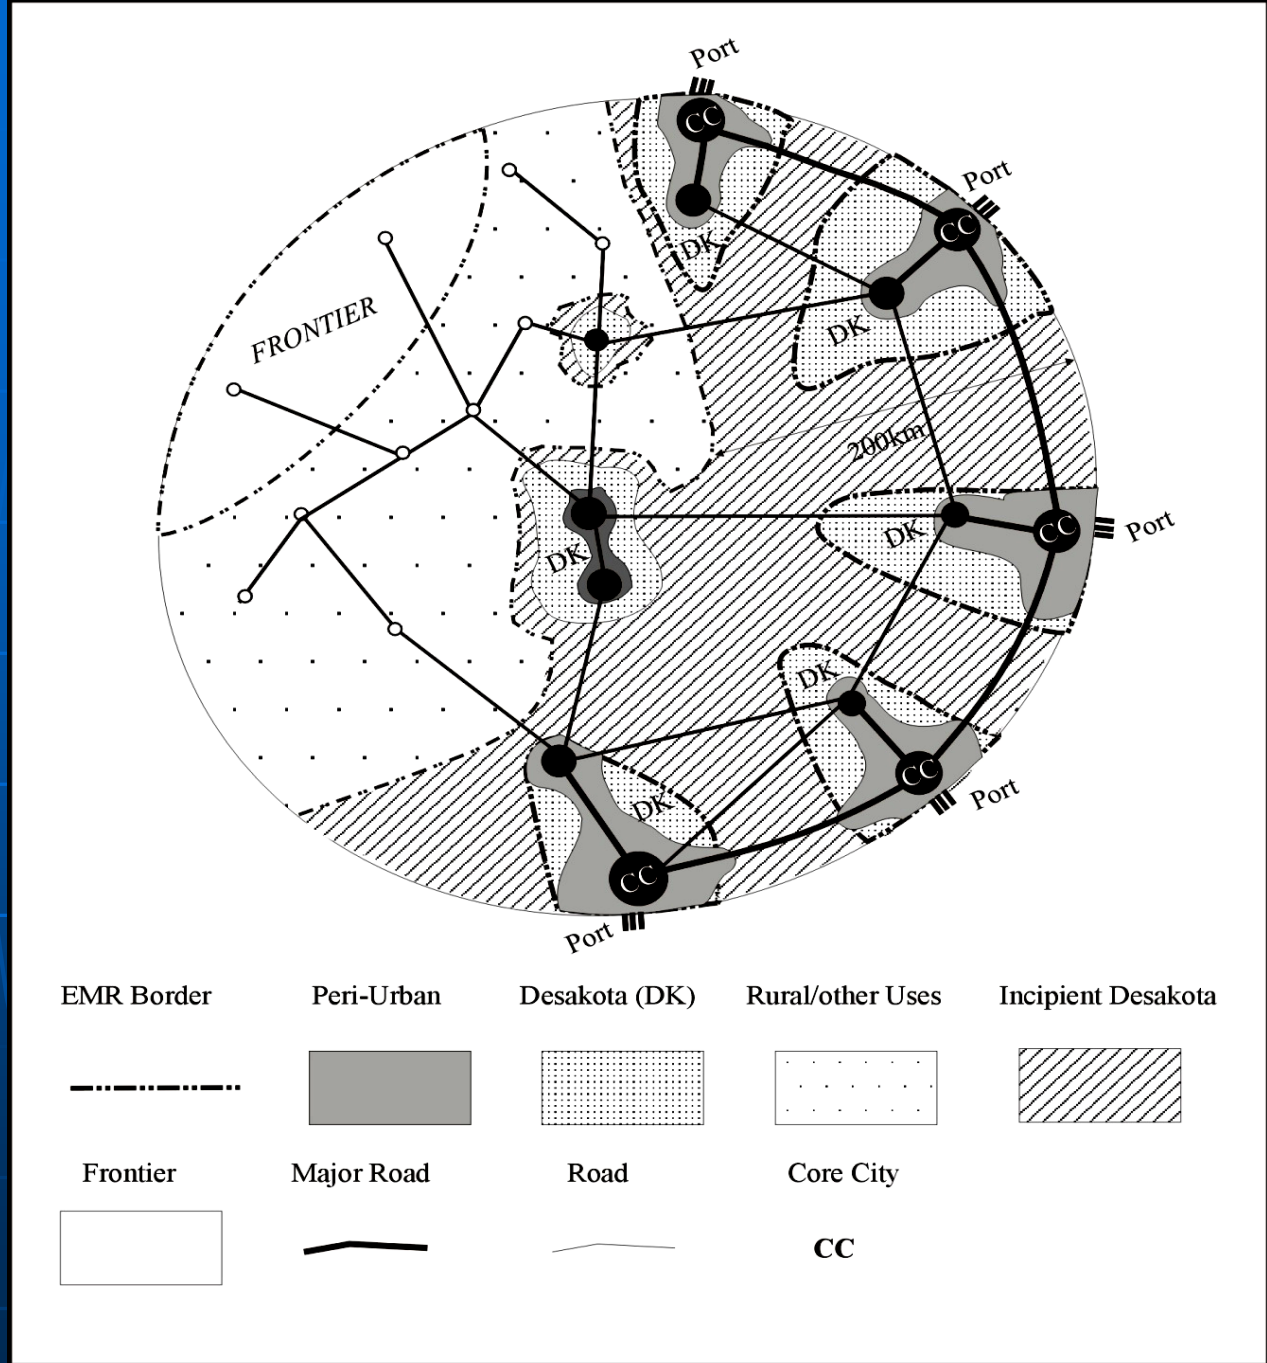 Port
CC
Port
CC
DK
FRONTIER
DK
200km
DK
CC
Port
DK
DK
CC
Port
DK
CC
Port
EMR Border
Peri-Urban
Desakota (DK)
Rural/other Uses
Incipient Desakota
Frontier
Major Road
Road
Core City
CC